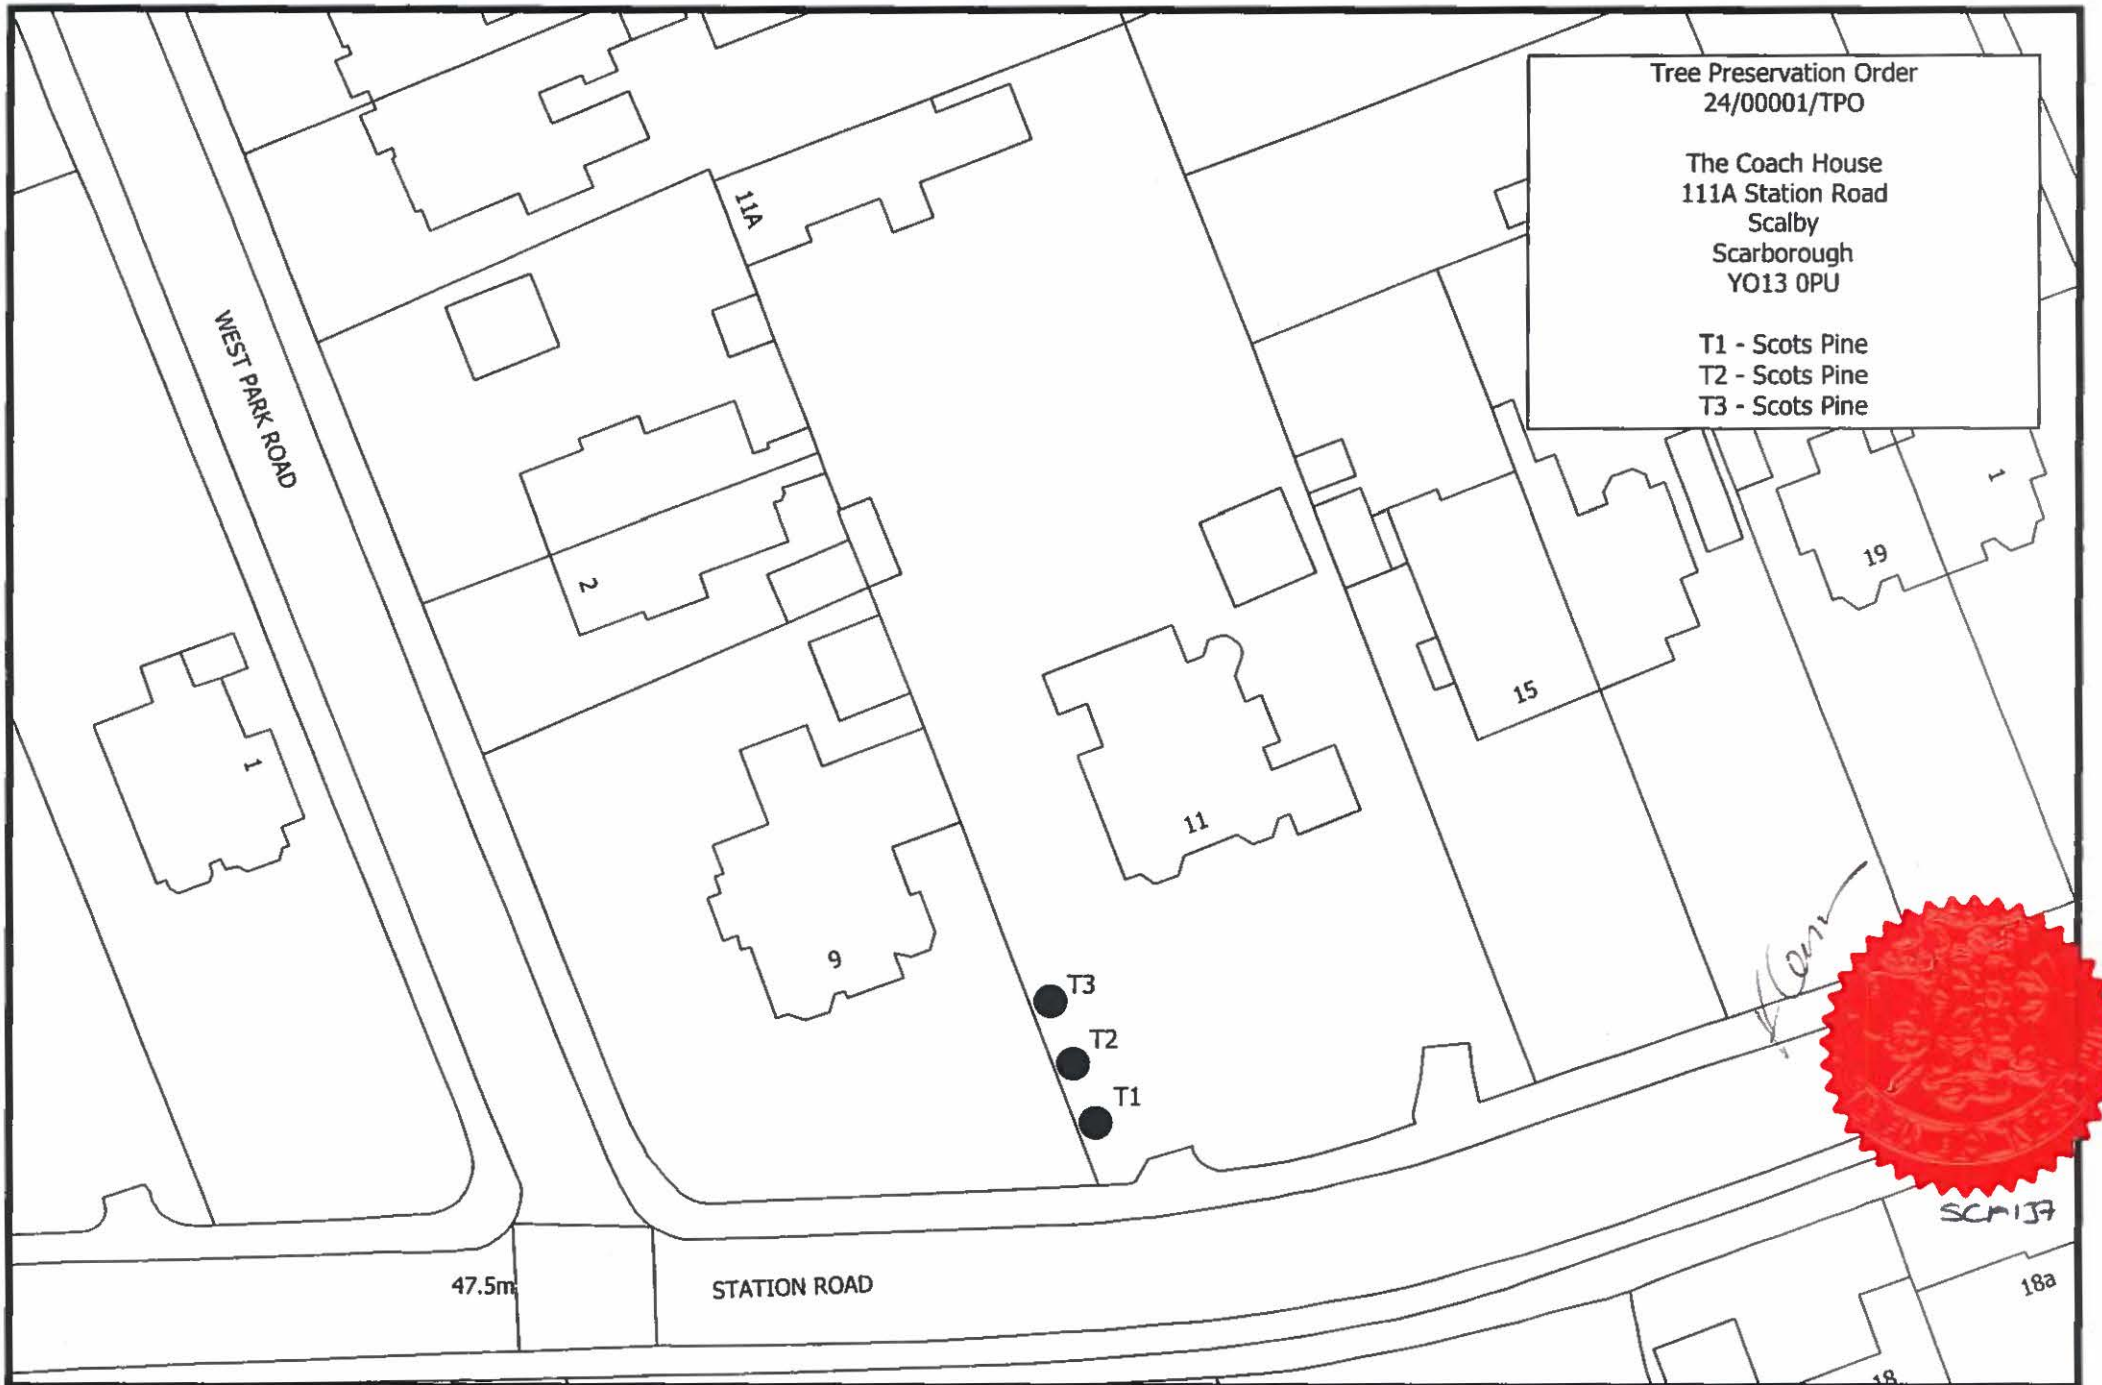 Tree Preservation Order
24/00001/TPO
The Coach House
111A Station Road
Scalby
Scarborough
YO13 0PU
T1 - Scots Pine
T2 - Scots Pine
T3 - Scots Pine
11A
WEST PARK ROAD
2
1
19
1
15
11
9
T3
T2
T1
47.5m
STATION ROAD
18a
18